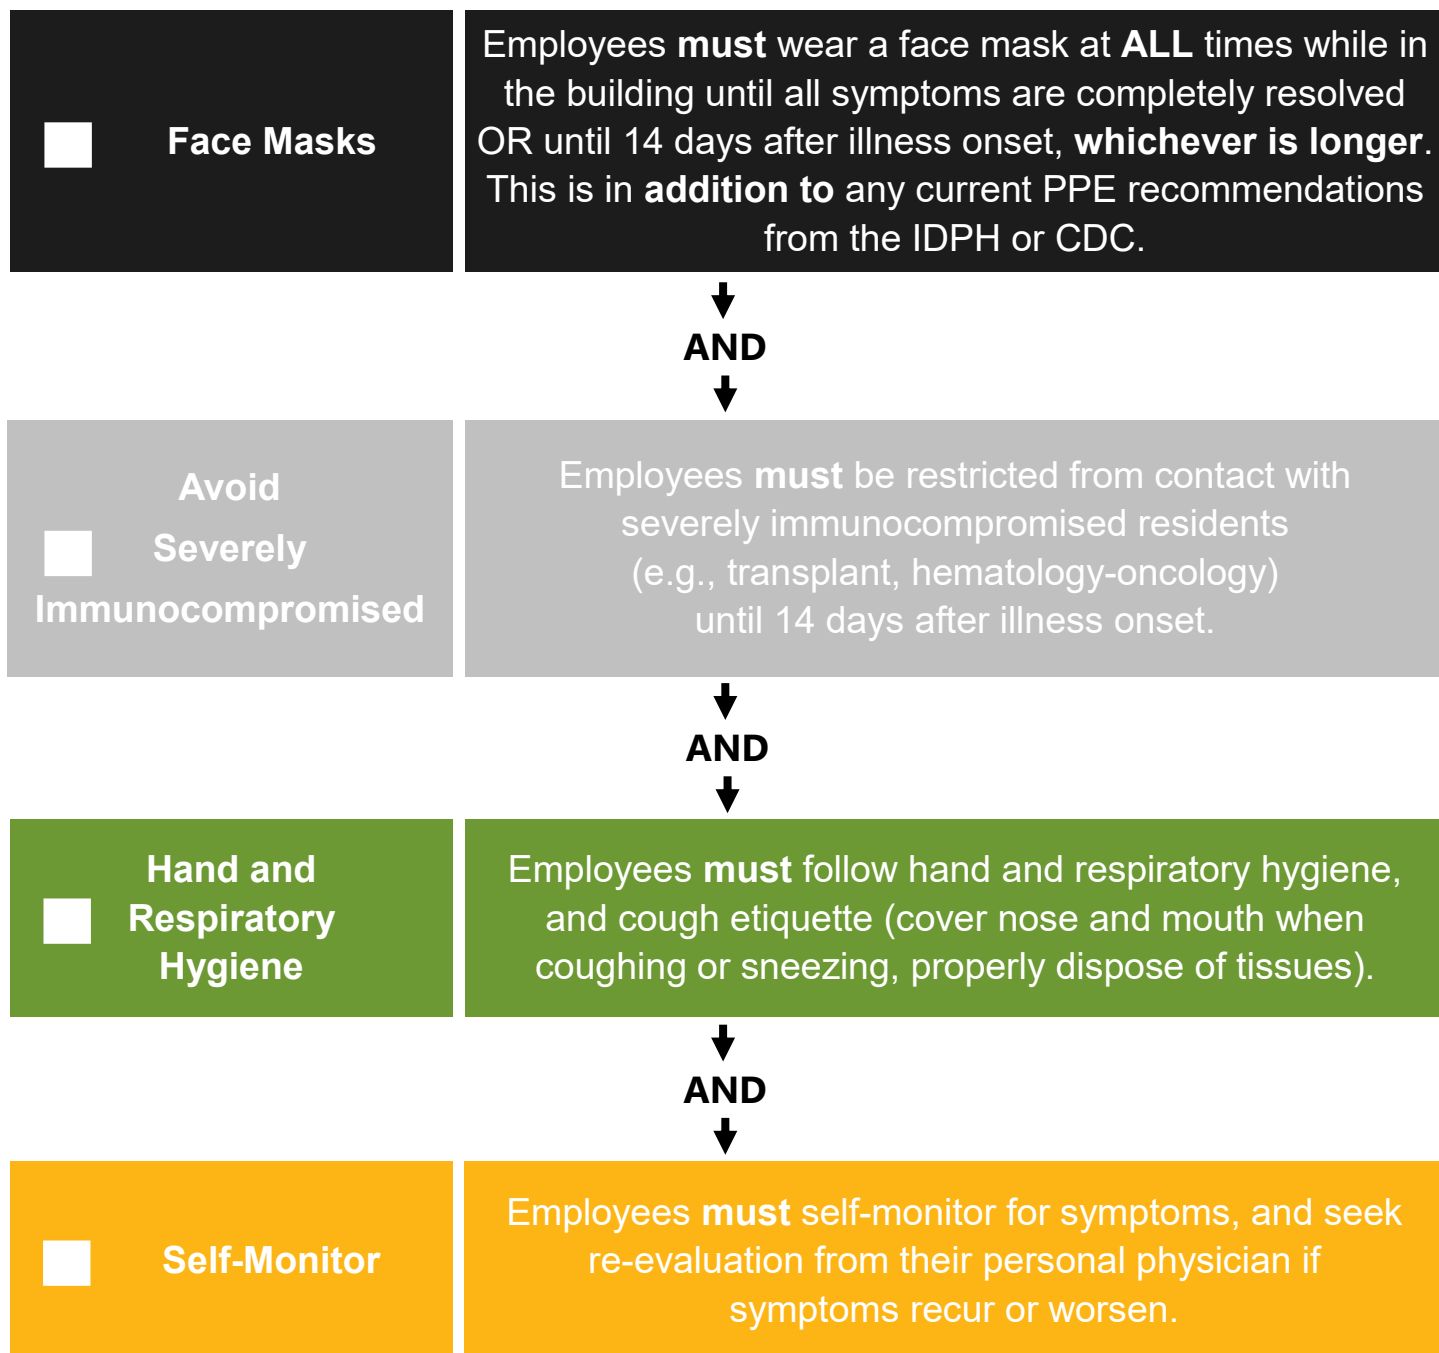 Face Masks
Employees must wear a face mask at ALL times while in
the building until all symptoms are completely resolved
OR until 14 days after illness onset, whichever is longer.
This is in addition to any current PPE recommendations
from the IDPH or CDC.
AND
Avoid
Severely
Immunocompromised
Employees must be restricted from contact with
severely immunocompromised residents
(e.g., transplant, hematology-oncology)
until 14 days after illness onset.
AND
Hand and
Respiratory
Hygiene
Employees must follow hand and respiratory hygiene,
and cough etiquette (cover nose and mouth when
coughing or sneezing, properly dispose of tissues).
AND
Self-Monitor
Employees must self-monitor for symptoms, and seek
re-evaluation from their personal physician if
symptoms recur or worsen.